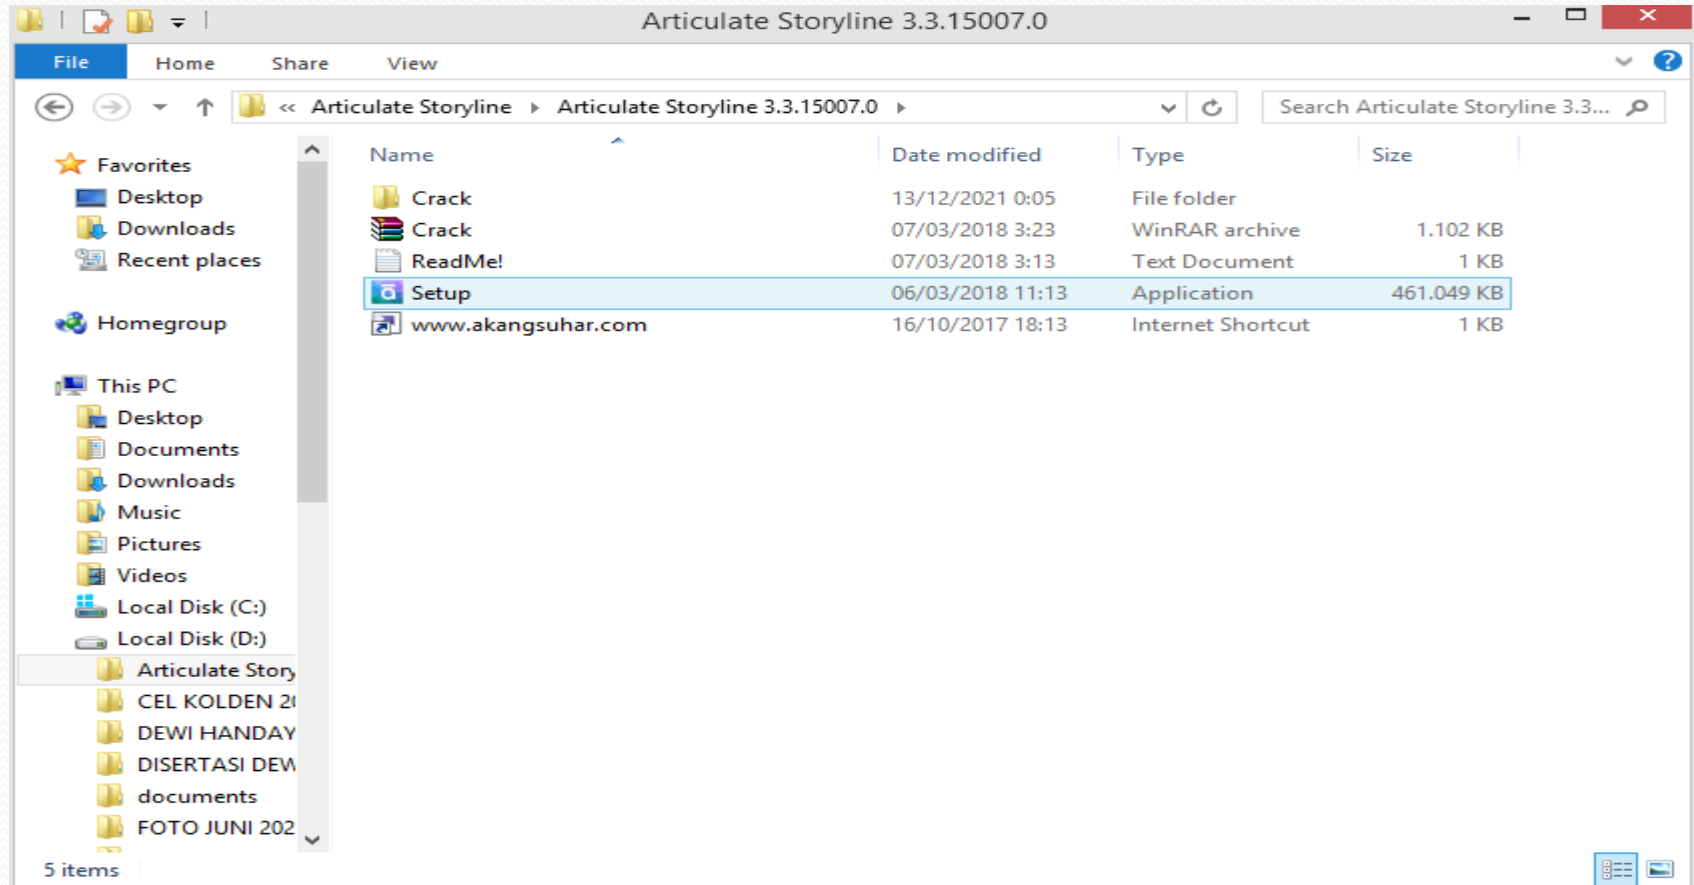 Articulate Storyline 3.3.15007.0
File Home Share View
« Articulate Storyline Articulate Storyline 3.3.15007.0
Search Articulate Storyline 3.3...
Favorites
Desktop
Downloads
Recent places
Homegroup
This PC
Desktop
Documents
Downloads
Music
Pictures
Videos
Local Disk (C:)
Local Disk (D:)
Articulate Story
CEL KOLDEN 20
DEWI HANDAY
DISERTASI DEW
documents
FOTO JUNI 202
Name Date modified Type Size
Crack 13/12/2021 0:05 File folder
Crack 07/03/2018 3:23 WinRAR archive 1.102 KB
ReadMe! 07/03/2018 3:13 Text Document 1 KB
Setup 06/03/2018 11:13 Application 461.049 KB
www.akangsuhar.com 16/10/2017 18:13 Internet Shortcut 1 KB
5 items